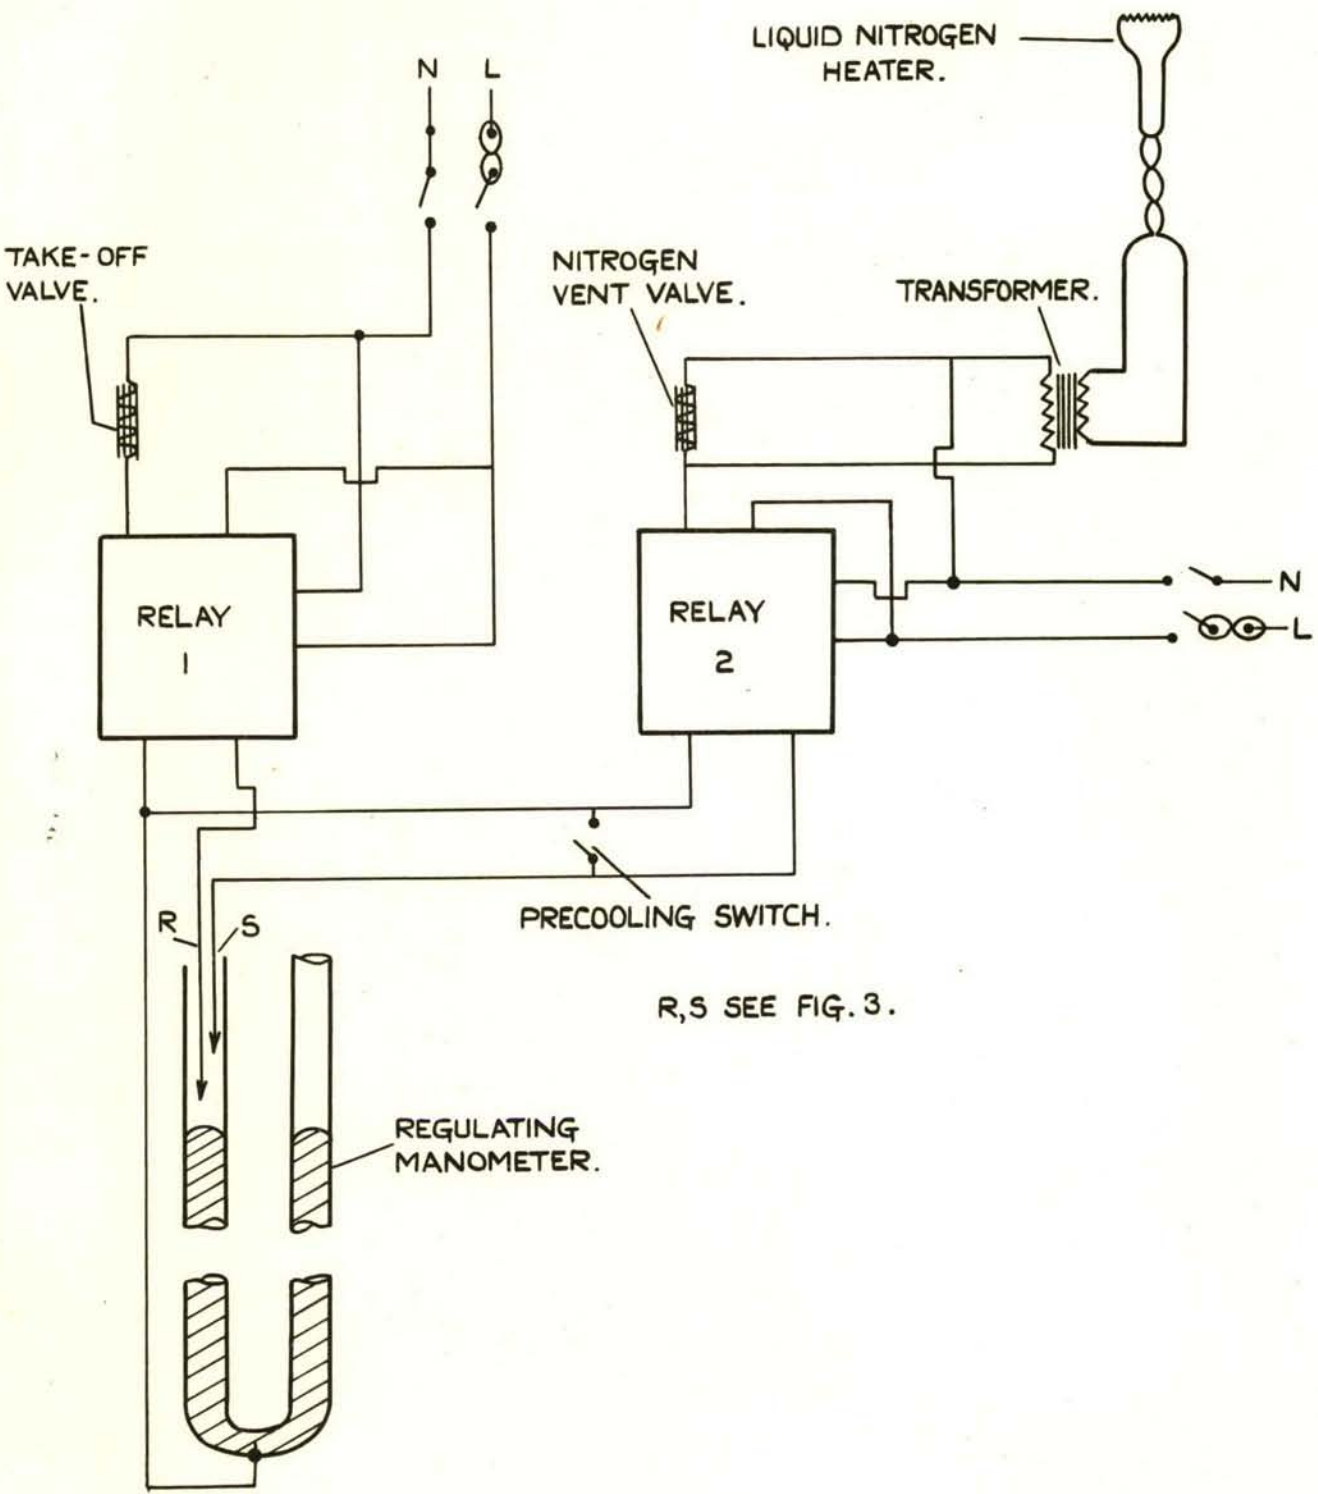 LIQUID NITROGEN
HEATER.
N L
TAKE-OFF
VALVE.
NITROGEN
VENT VALVE.
TRANSFORMER.
RELAY
1
RELAY
2
N
L
R
S
PRECOOLING SWITCH.
R,S SEE FIG. 3.
REGULATING
MANOMETER.